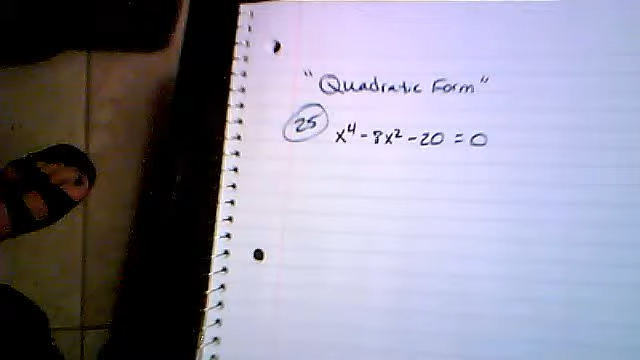 "Quadratic Form"
25 x⁴ - 8x² - 20 = 0